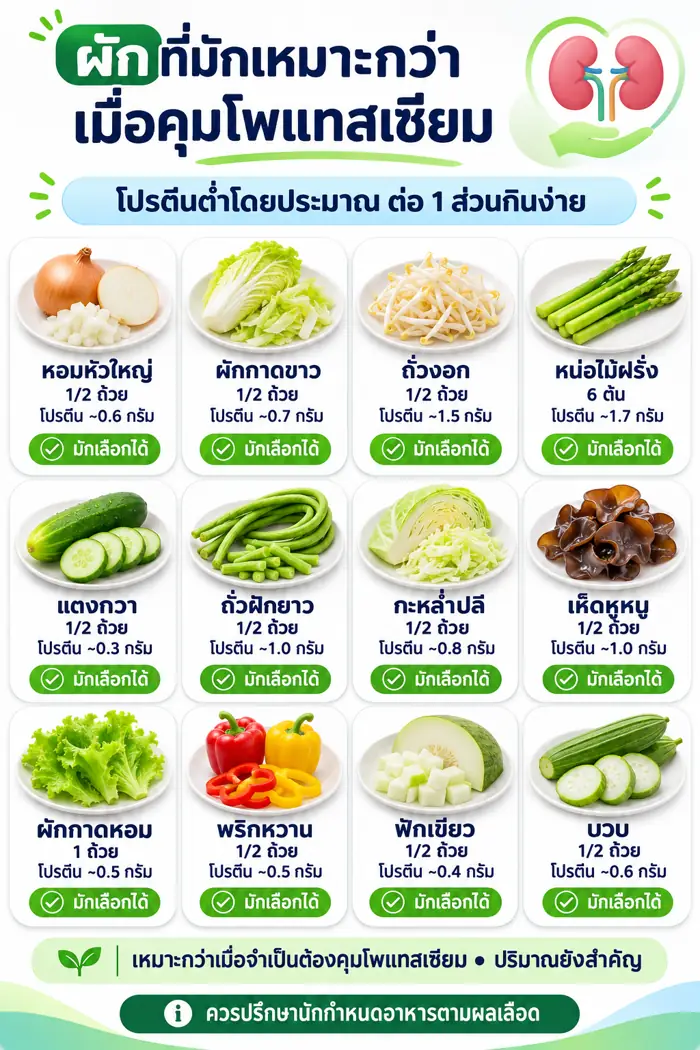 ผักที่มักเหมาะกว่า
เมื่อคุมโพแทสเซียม
โปรตีนต่ำโดยประมาณ ต่อ 1 ส่วนกินง่าย
หอมหัวใหญ่
1/2 ถ้วย
โปรตีน ~0.6 กรัม
มักเลือกได้
ผักกาดขาว
1/2 ถ้วย
โปรตีน ~0.7 กรัม
มักเลือกได้
ถั่วงอก
1/2 ถ้วย
โปรตีน ~1.5 กรัม
มักเลือกได้
หน่อไม้ฝรั่ง
6 ต้น
โปรตีน ~1.7 กรัม
มักเลือกได้
แตงกวา
1/2 ถ้วย
โปรตีน ~0.3 กรัม
มักเลือกได้
ถั่วฝักยาว
1/2 ถ้วย
โปรตีน ~1.0 กรัม
มักเลือกได้
กะหล่ำปลี
1/2 ถ้วย
โปรตีน ~0.8 กรัม
มักเลือกได้
เห็ดหูหนู
1/2 ถ้วย
โปรตีน ~1.0 กรัม
มักเลือกได้
ผักกาดหอม
1 ถ้วย
โปรตีน ~0.5 กรัม
มักเลือกได้
พริกหวาน
1/2 ถ้วย
โปรตีน ~0.5 กรัม
มักเลือกได้
ฟักเขียว
1/2 ถ้วย
โปรตีน ~0.4 กรัม
มักเลือกได้
บวบ
1/2 ถ้วย
โปรตีน ~0.6 กรัม
มักเลือกได้
เหมาะกว่าเมื่อจำเป็นต้องคุมโพแทสเซียม • ปริมาณยังสำคัญ
ควรปรึกษานักกำหนดอาหารตามผลเลือด